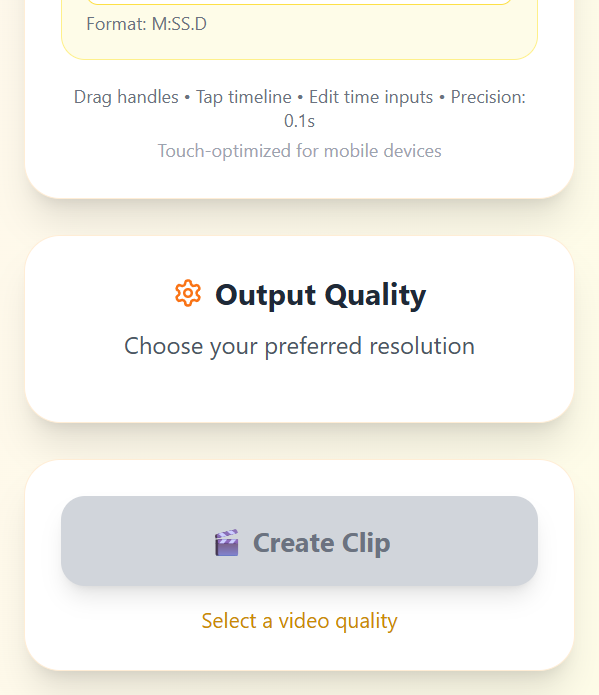 Format: M:SS.D
Drag handles • Tap timeline • Edit time inputs • Precision:
0.1s
Touch-optimized for mobile devices
Output Quality
Choose your preferred resolution
Create Clip
Select a video quality